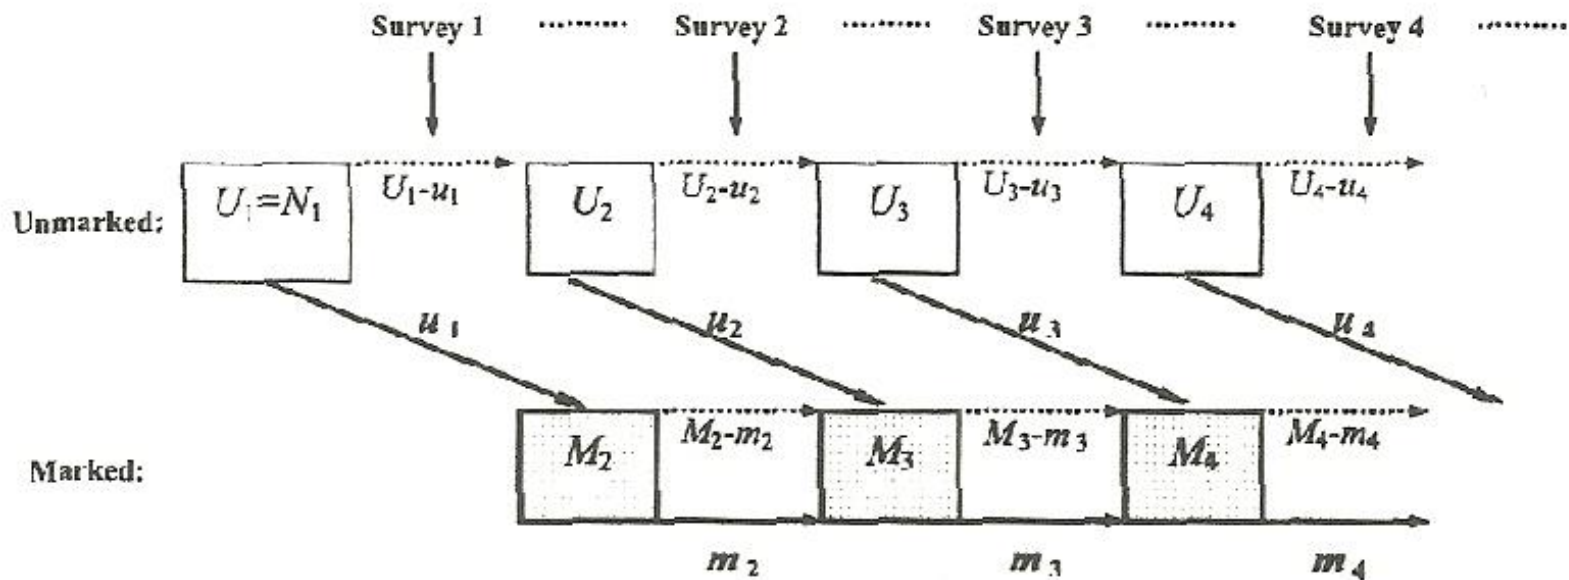 Survey 1 Survey 2 Survey 3 Survey 4
U₁-u₁ U₂-u₂ U₃-u₃ U₄-u₄
Unmarked: U₁=N₁ U₂ U₃ U₄
u₁ u₂ u₃ u₄
M₂-m₂ M₃-m₃ M₄-m₄
Marked: M₂ M₃ M₄
m₂ m₃ m₄